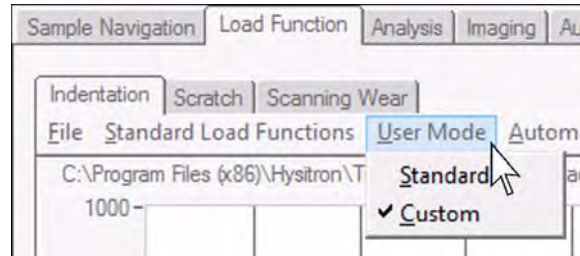 Sample Navigation Load Function Analysis Imaging
Indentation Scratch Scanning Wear
File Standard Load Functions User Mode Autom
C:\Program Files (x86)\Hysitron\T
Standard
1000
Custom